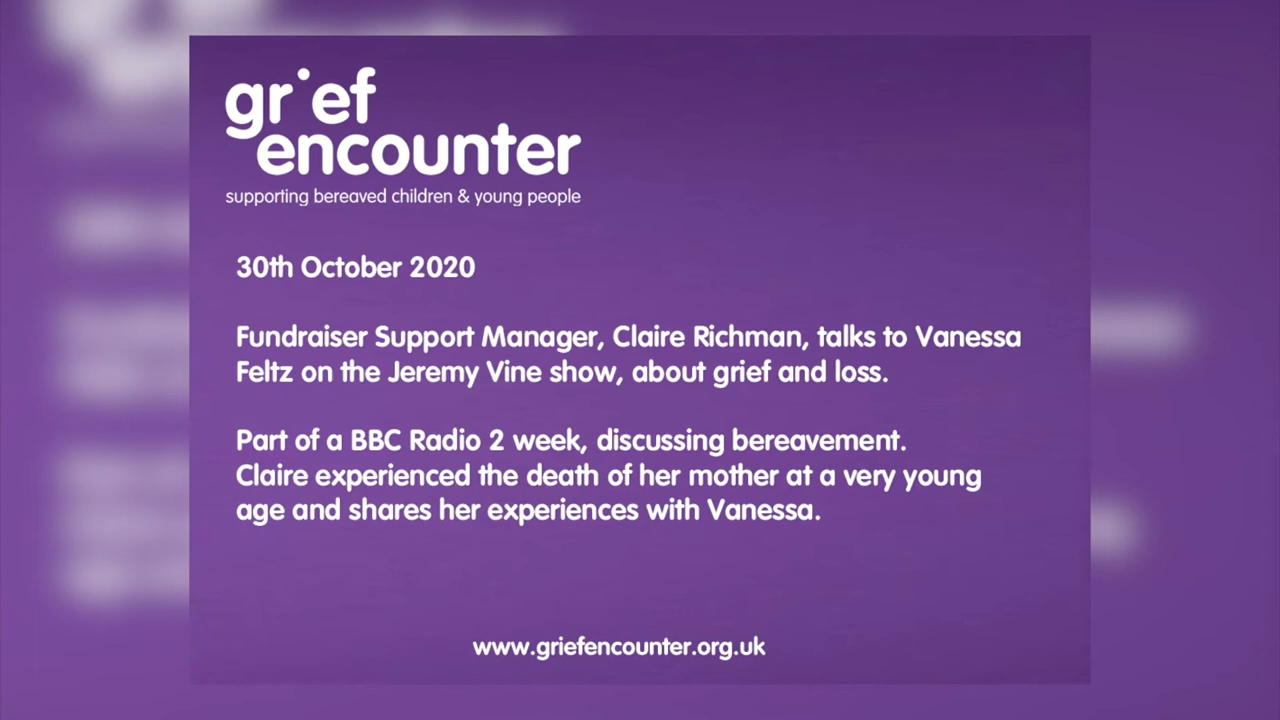 grief
encounter
supporting bereaved children & young people
30th October 2020
Fundraiser Support Manager, Claire Richman, talks to Vanessa
Feltz on the Jeremy Vine show, about grief and loss.
Part of a BBC Radio 2 week, discussing bereavement.
Claire experienced the death of her mother at a very young
age and shares her experiences with Vanessa.
www.griefencounter.org.uk